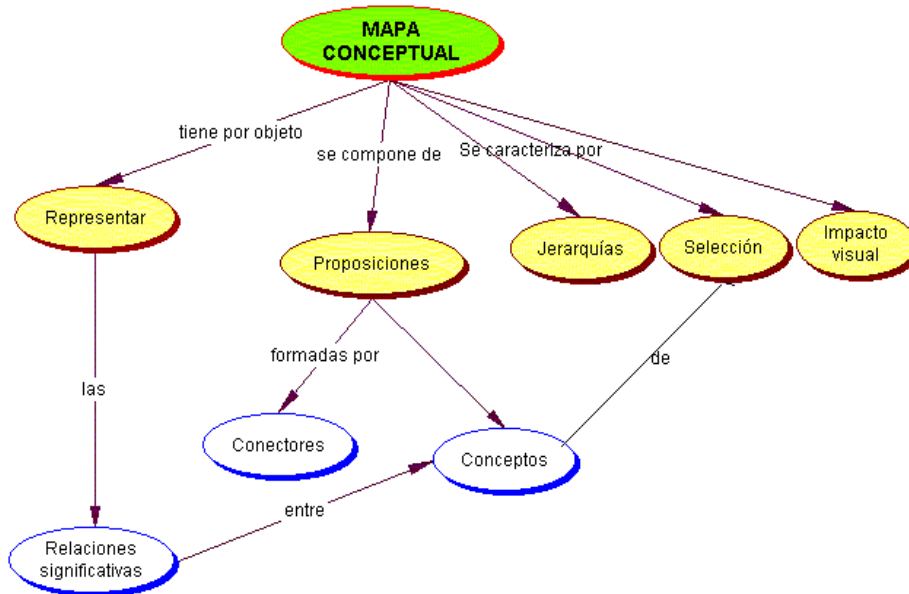 MAPA
CONCEPTUAL
tiene por objeto
se compone de
Se caracteriza por
Representar
Proposiciones
Jerarquías
Selección
Impacto
visual
formadas por
de
las
Conectores
Conceptos
entre
Relaciones
significativas